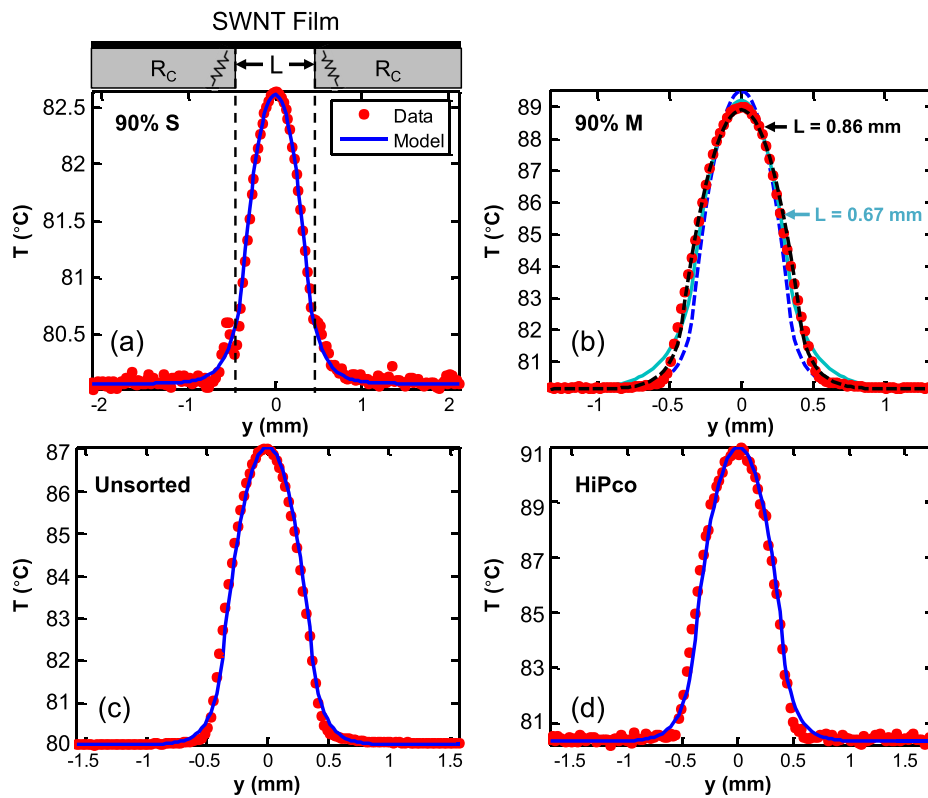 SWNT Film
R_C L R_C
90% S
Data
Model
82.5
82
81.5
81
80.5
T (°C)
(a)
-2 -1 0 1 2
y (mm)
90% M
L = 0.86 mm
L = 0.67 mm
89
88
87
86
85
84
83
82
81
T (°C)
(b)
-1 -0.5 0 0.5 1
y (mm)
Unsorted
87
86
85
84
83
82
81
80
T (°C)
(c)
-1.5 -1 -0.5 0 0.5 1 1.5
y (mm)
HiPco
91
89
87
85
83
81
T (°C)
(d)
-1.5 -1 -0.5 0 0.5 1 1.5
y (mm)